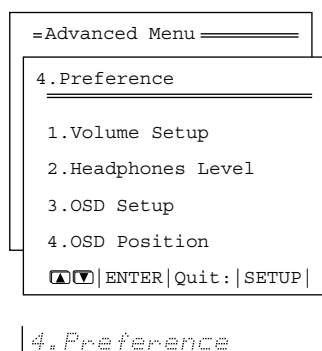 =Advanced Menu
4.Preference
1.Volume Setup
2.Headphones Level
3.OSD Setup
4.OSD Position
▲▼|ENTER|Quit:|SETUP|
4.Preference